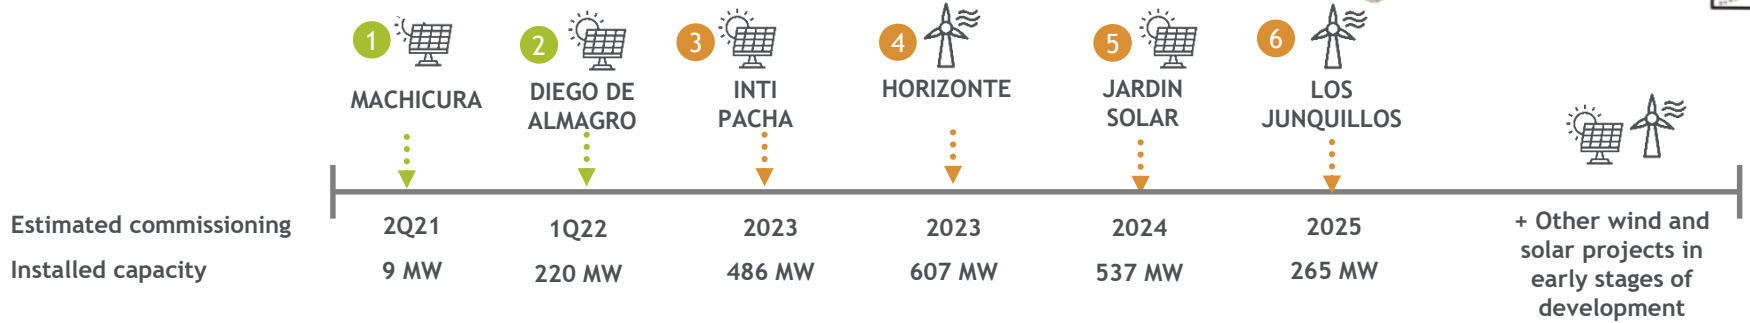 1
2
3
4
5
6
MACHICURA
DIEGO DE
ALMAGRO
INTI
PACHA
HORIZONTE
JARDIN
SOLAR
LOS
JUNQUILLOS
Estimated commissioning
2Q21
1Q22
2023
2023
2024
2025
+ Other wind and
solar projects in
early stages of
development
Installed capacity
9 MW
220 MW
486 MW
607 MW
537 MW
265 MW